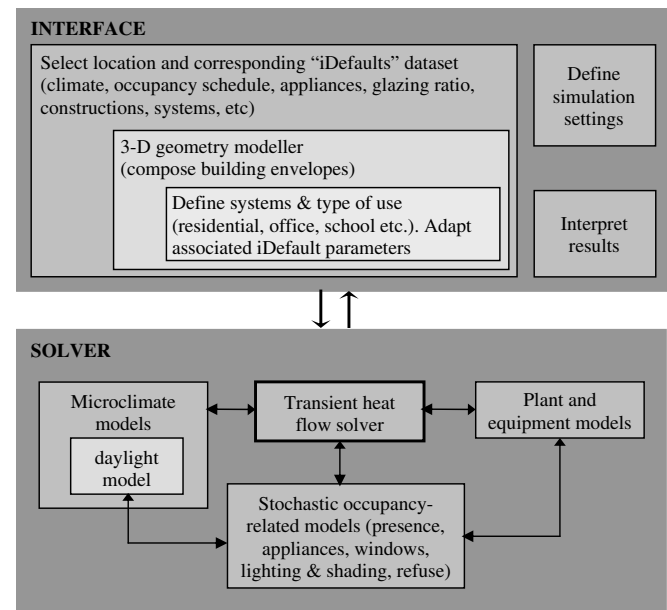 INTERFACE
Select location and corresponding “iDefaults” dataset
(climate, occupancy schedule, appliances, glazing ratio,
constructions, systems, etc)
3-D geometry modeller
(compose building envelopes)
Define systems & type of use
(residential, office, school etc.). Adapt
associated iDefault parameters
Define
simulation
settings
Interpret
results
SOLVER
Microclimate
models
daylight
model
Transient heat
flow solver
Plant and
equipment models
Stochastic occupancy-
related models (presence,
appliances, windows,
lighting & shading, refuse)